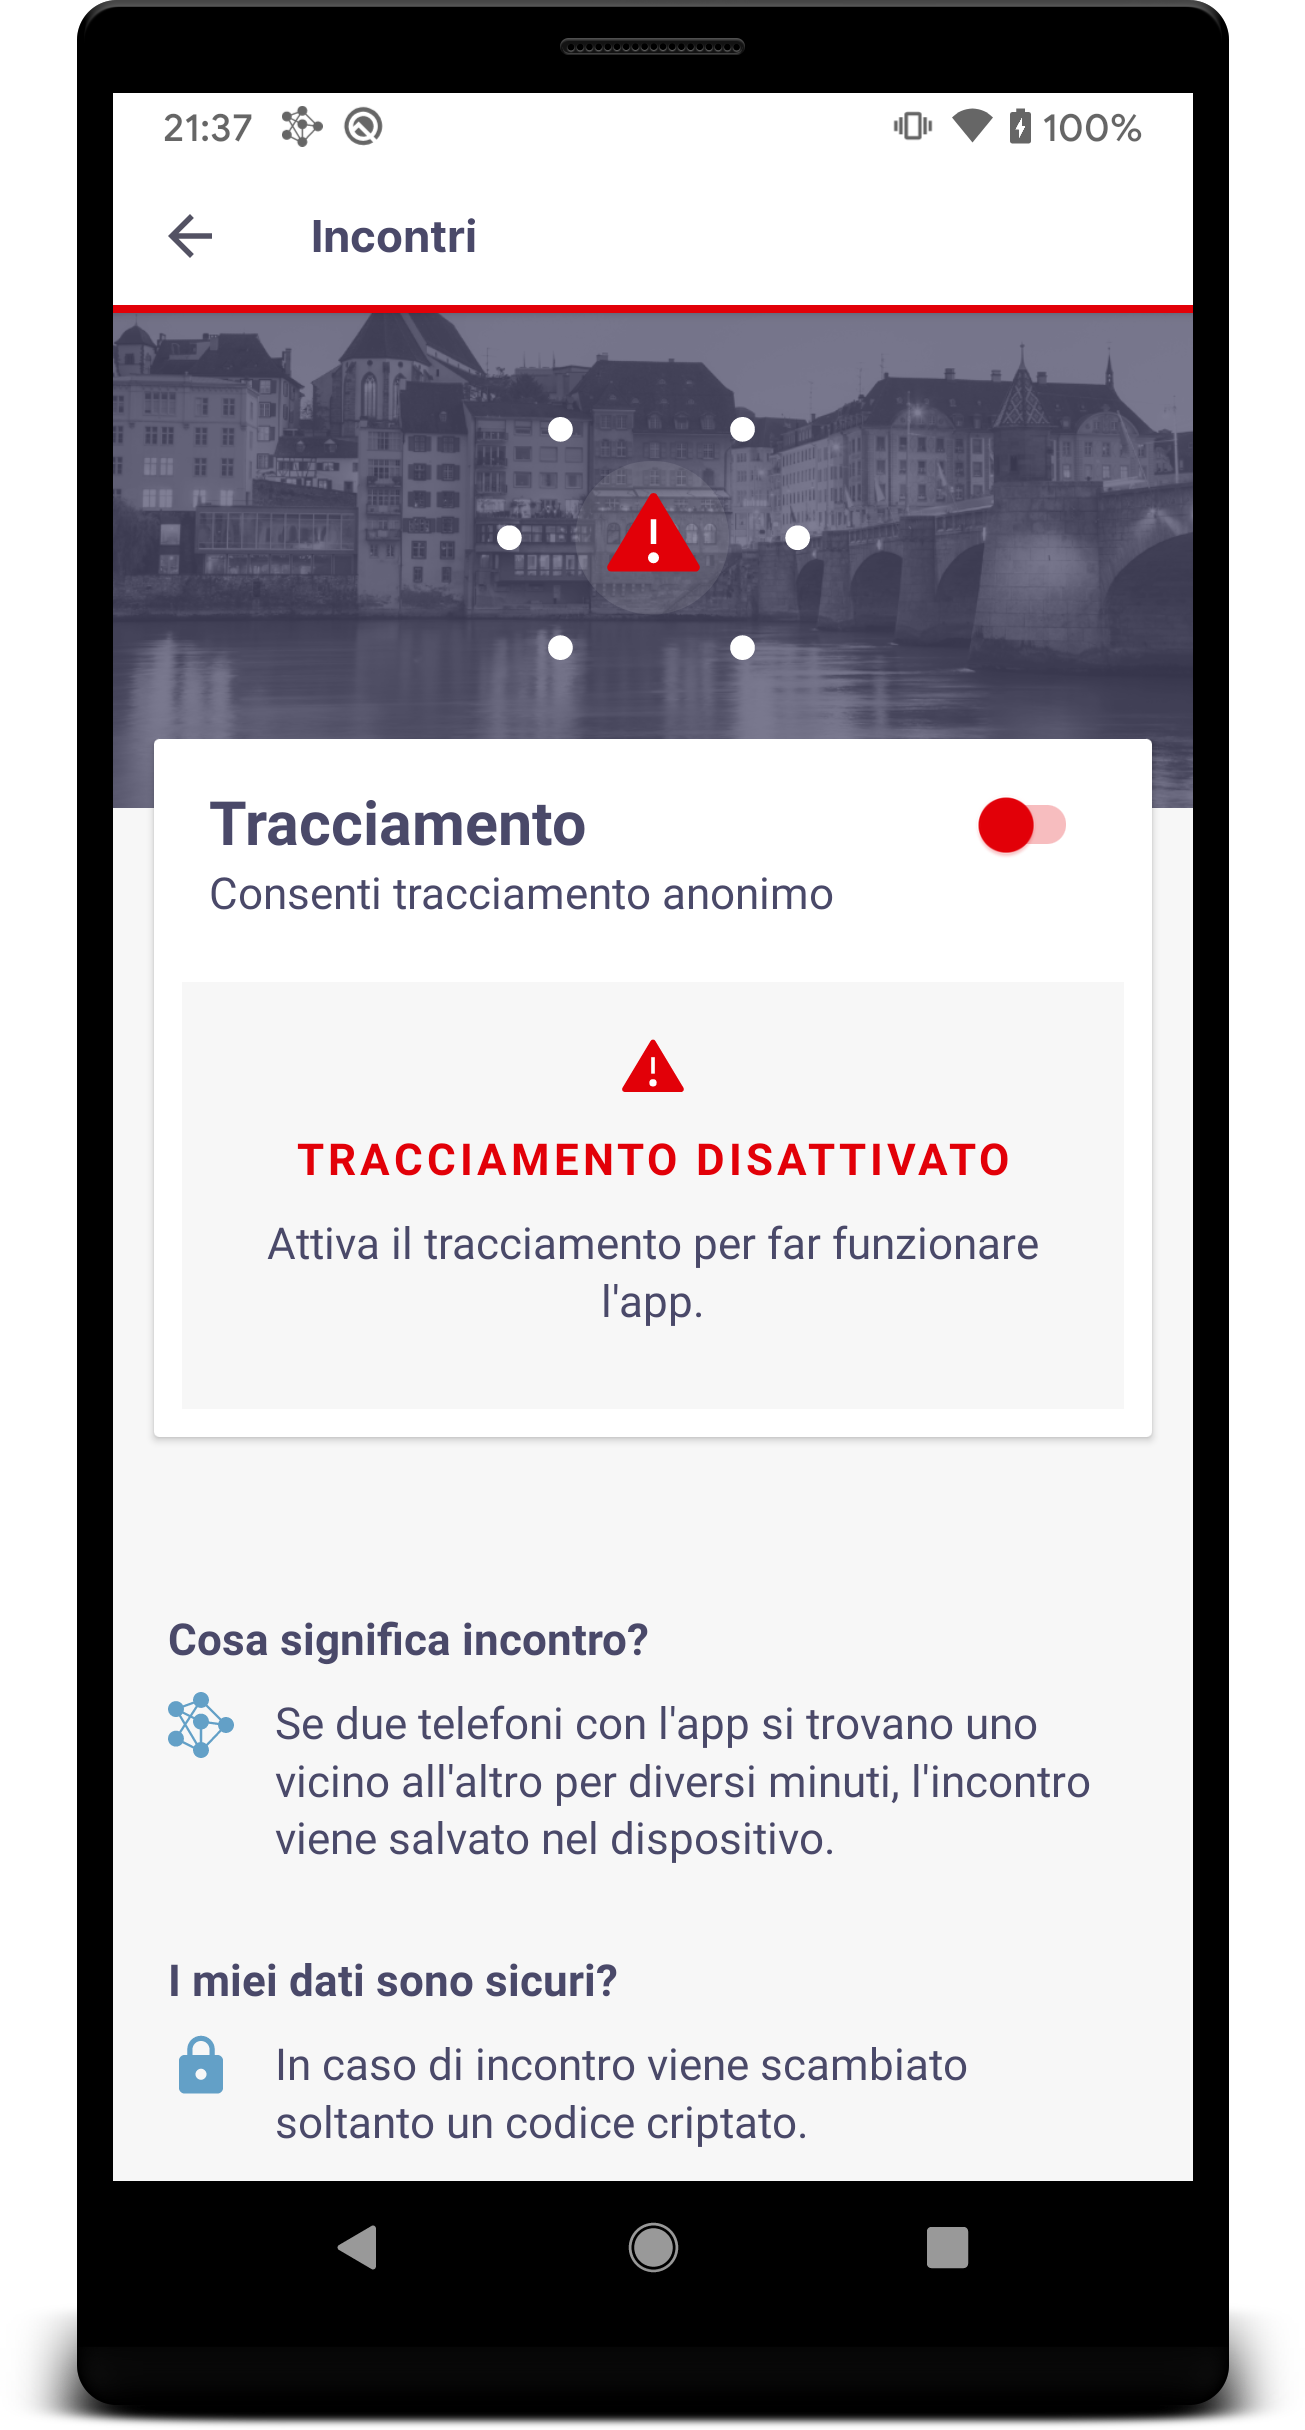 21:37
100%
Incontri
Tracciamento
Consenti tracciamento anonimo
TRACCIAMENTO DISATTIVATO
Attiva il tracciamento per far funzionare
l'app.
Cosa significa incontro?
Se due telefoni con l'app si trovano uno
vicino all'altro per diversi minuti, l'incontro
viene salvato nel dispositivo.
I miei dati sono sicuri?
In caso di incontro viene scambiato
soltanto un codice criptato.